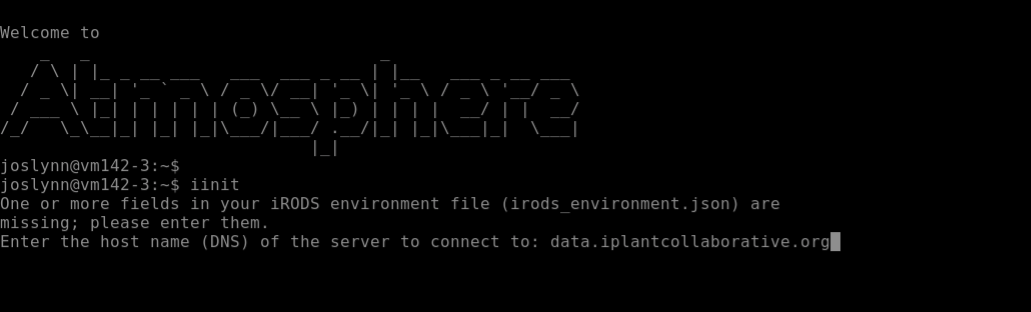 Welcome to
Atmosphere
joslynn@vm142-3:~$
joslynn@vm142-3:~$ iinit
One or more fields in your iRODS environment file (irods_environment.json) are
missing; please enter them.
Enter the host name (DNS) of the server to connect to: data.iplantcollaborative.org